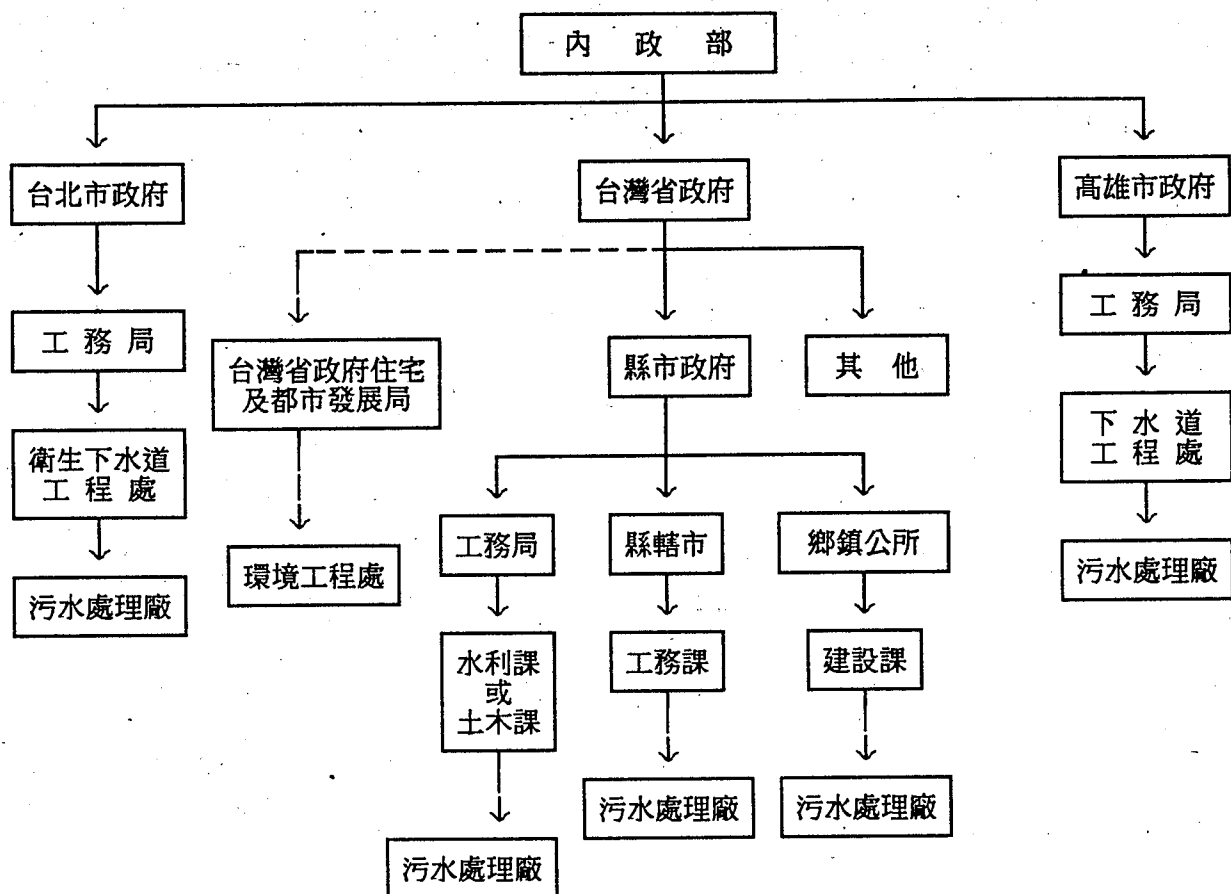 內政部
台北市政府
台灣省政府
高雄市政府
工務局
台灣省政府住宅
及都市發展局
縣市政府
其他
工務局
衛生下水道
工程處
下水道
工程處
環境工程處
工務局
縣轄市
鄉鎮公所
污水處理廠
污水處理廠
水利課
或
土木課
工務課
建設課
污水處理廠
污水處理廠
污水處理廠